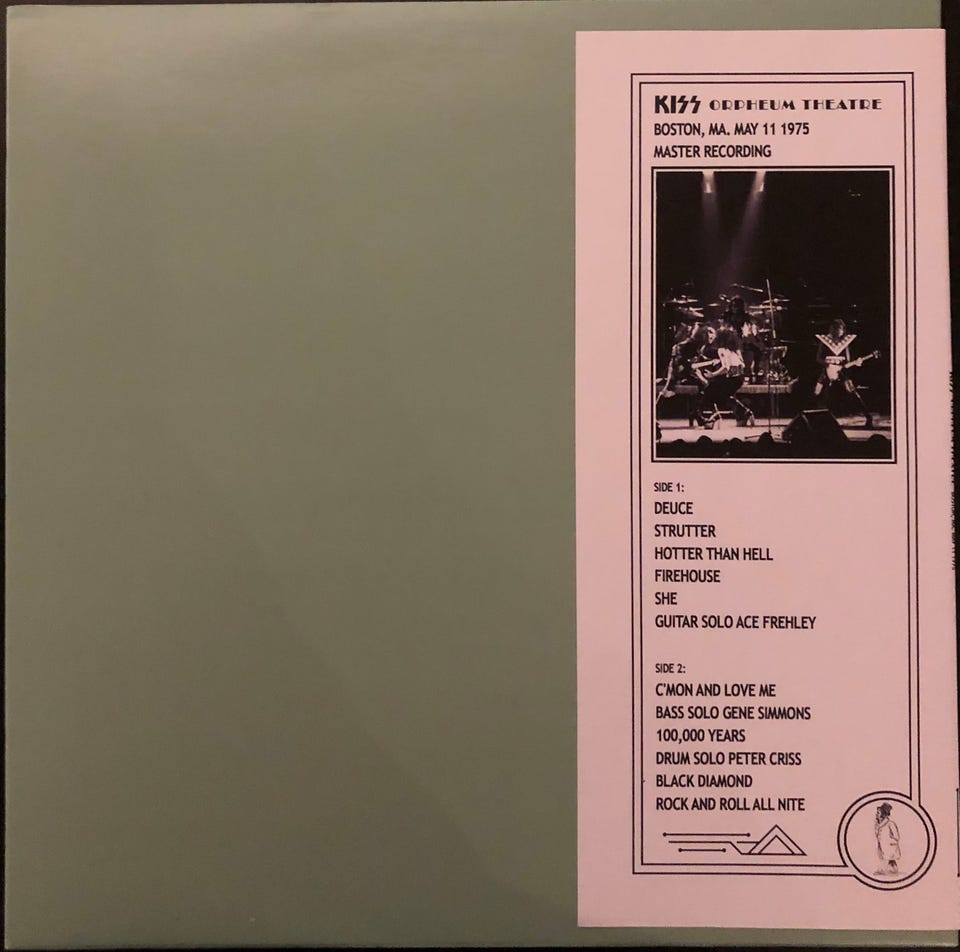 KISS ORPHEUM THEATRE
BOSTON, MA. MAY 11 1975
MASTER RECORDING
SIDE 1:
DEUCE
STRUTTER
HOTTER THAN HELL
FIREHOUSE
SHE
GUITAR SOLO ACE FREHLEY
SIDE 2:
C'MON AND LOVE ME
BASS SOLO GENE SIMMONS
100,000 YEARS
DRUM SOLO PETER CRISS
BLACK DIAMOND
ROCK AND ROLL ALL NITE